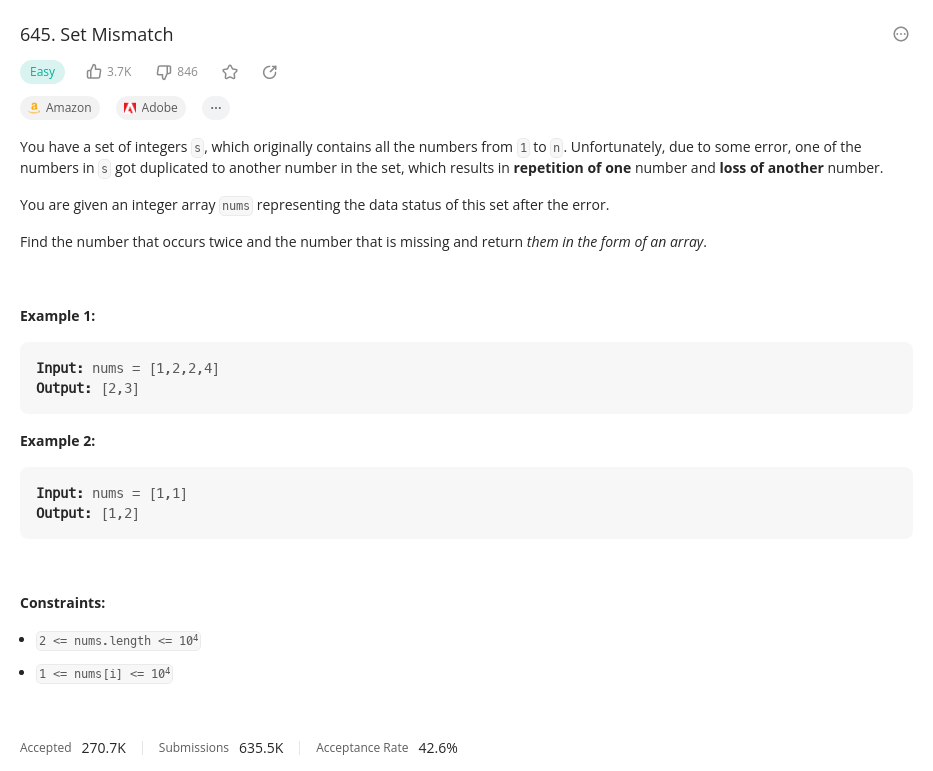 645. Set Mismatch
Easy 3.7K 846
Amazon Adobe ...
You have a set of integers s, which originally contains all the numbers from 1 to n. Unfortunately, due to some error, one of the
numbers in s got duplicated to another number in the set, which results in repetition of one number and loss of another number.
You are given an integer array nums representing the data status of this set after the error.
Find the number that occurs twice and the number that is missing and return them in the form of an array.
Example 1:
Input: nums = [1,2,2,4]
Output: [2,3]
Example 2:
Input: nums = [1,1]
Output: [1,2]
Constraints:
• 2 <= nums.length <= 10⁴
• 1 <= nums[i] <= 10⁴
Accepted 270.7K Submissions 635.5K Acceptance Rate 42.6%